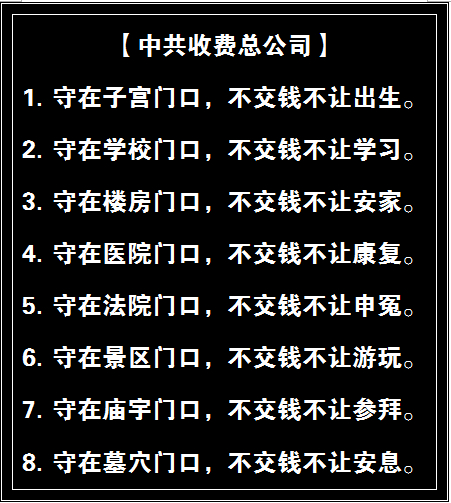 【中共收费总公司】
1. 守在子宫门口，不交钱不让出生。
2. 守在学校门口，不交钱不让学习。
3. 守在楼房门口，不交钱不让安家。
4. 守在医院门口，不交钱不让康复。
5. 守在法院门口，不交钱不让申冤。
6. 守在景区门口，不交钱不让游玩。
7. 守在庙宇门口，不交钱不让参拜。
8. 守在墓穴门口，不交钱不让安息。